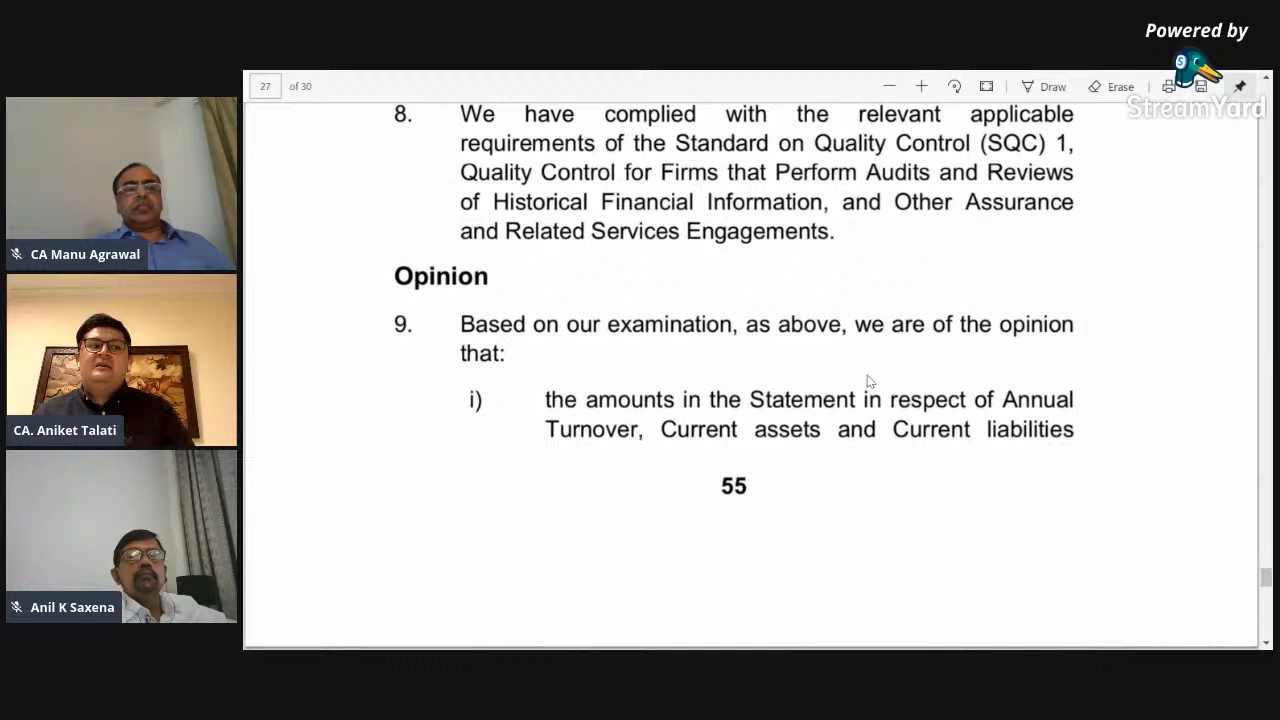 Powered by
StreamYard
27 of 30
Draw
Erase
8. We have complied with the relevant applicable
requirements of the Standard on Quality Control (SQC) 1,
Quality Control for Firms that Perform Audits and Reviews
of Historical Financial Information, and Other Assurance
and Related Services Engagements.
Opinion
9. Based on our examination, as above, we are of the opinion
that:
i) the amounts in the Statement in respect of Annual
Turnover, Current assets and Current liabilities
55
CA Manu Agrawal
CA. Aniket Talati
Anil K Saxena